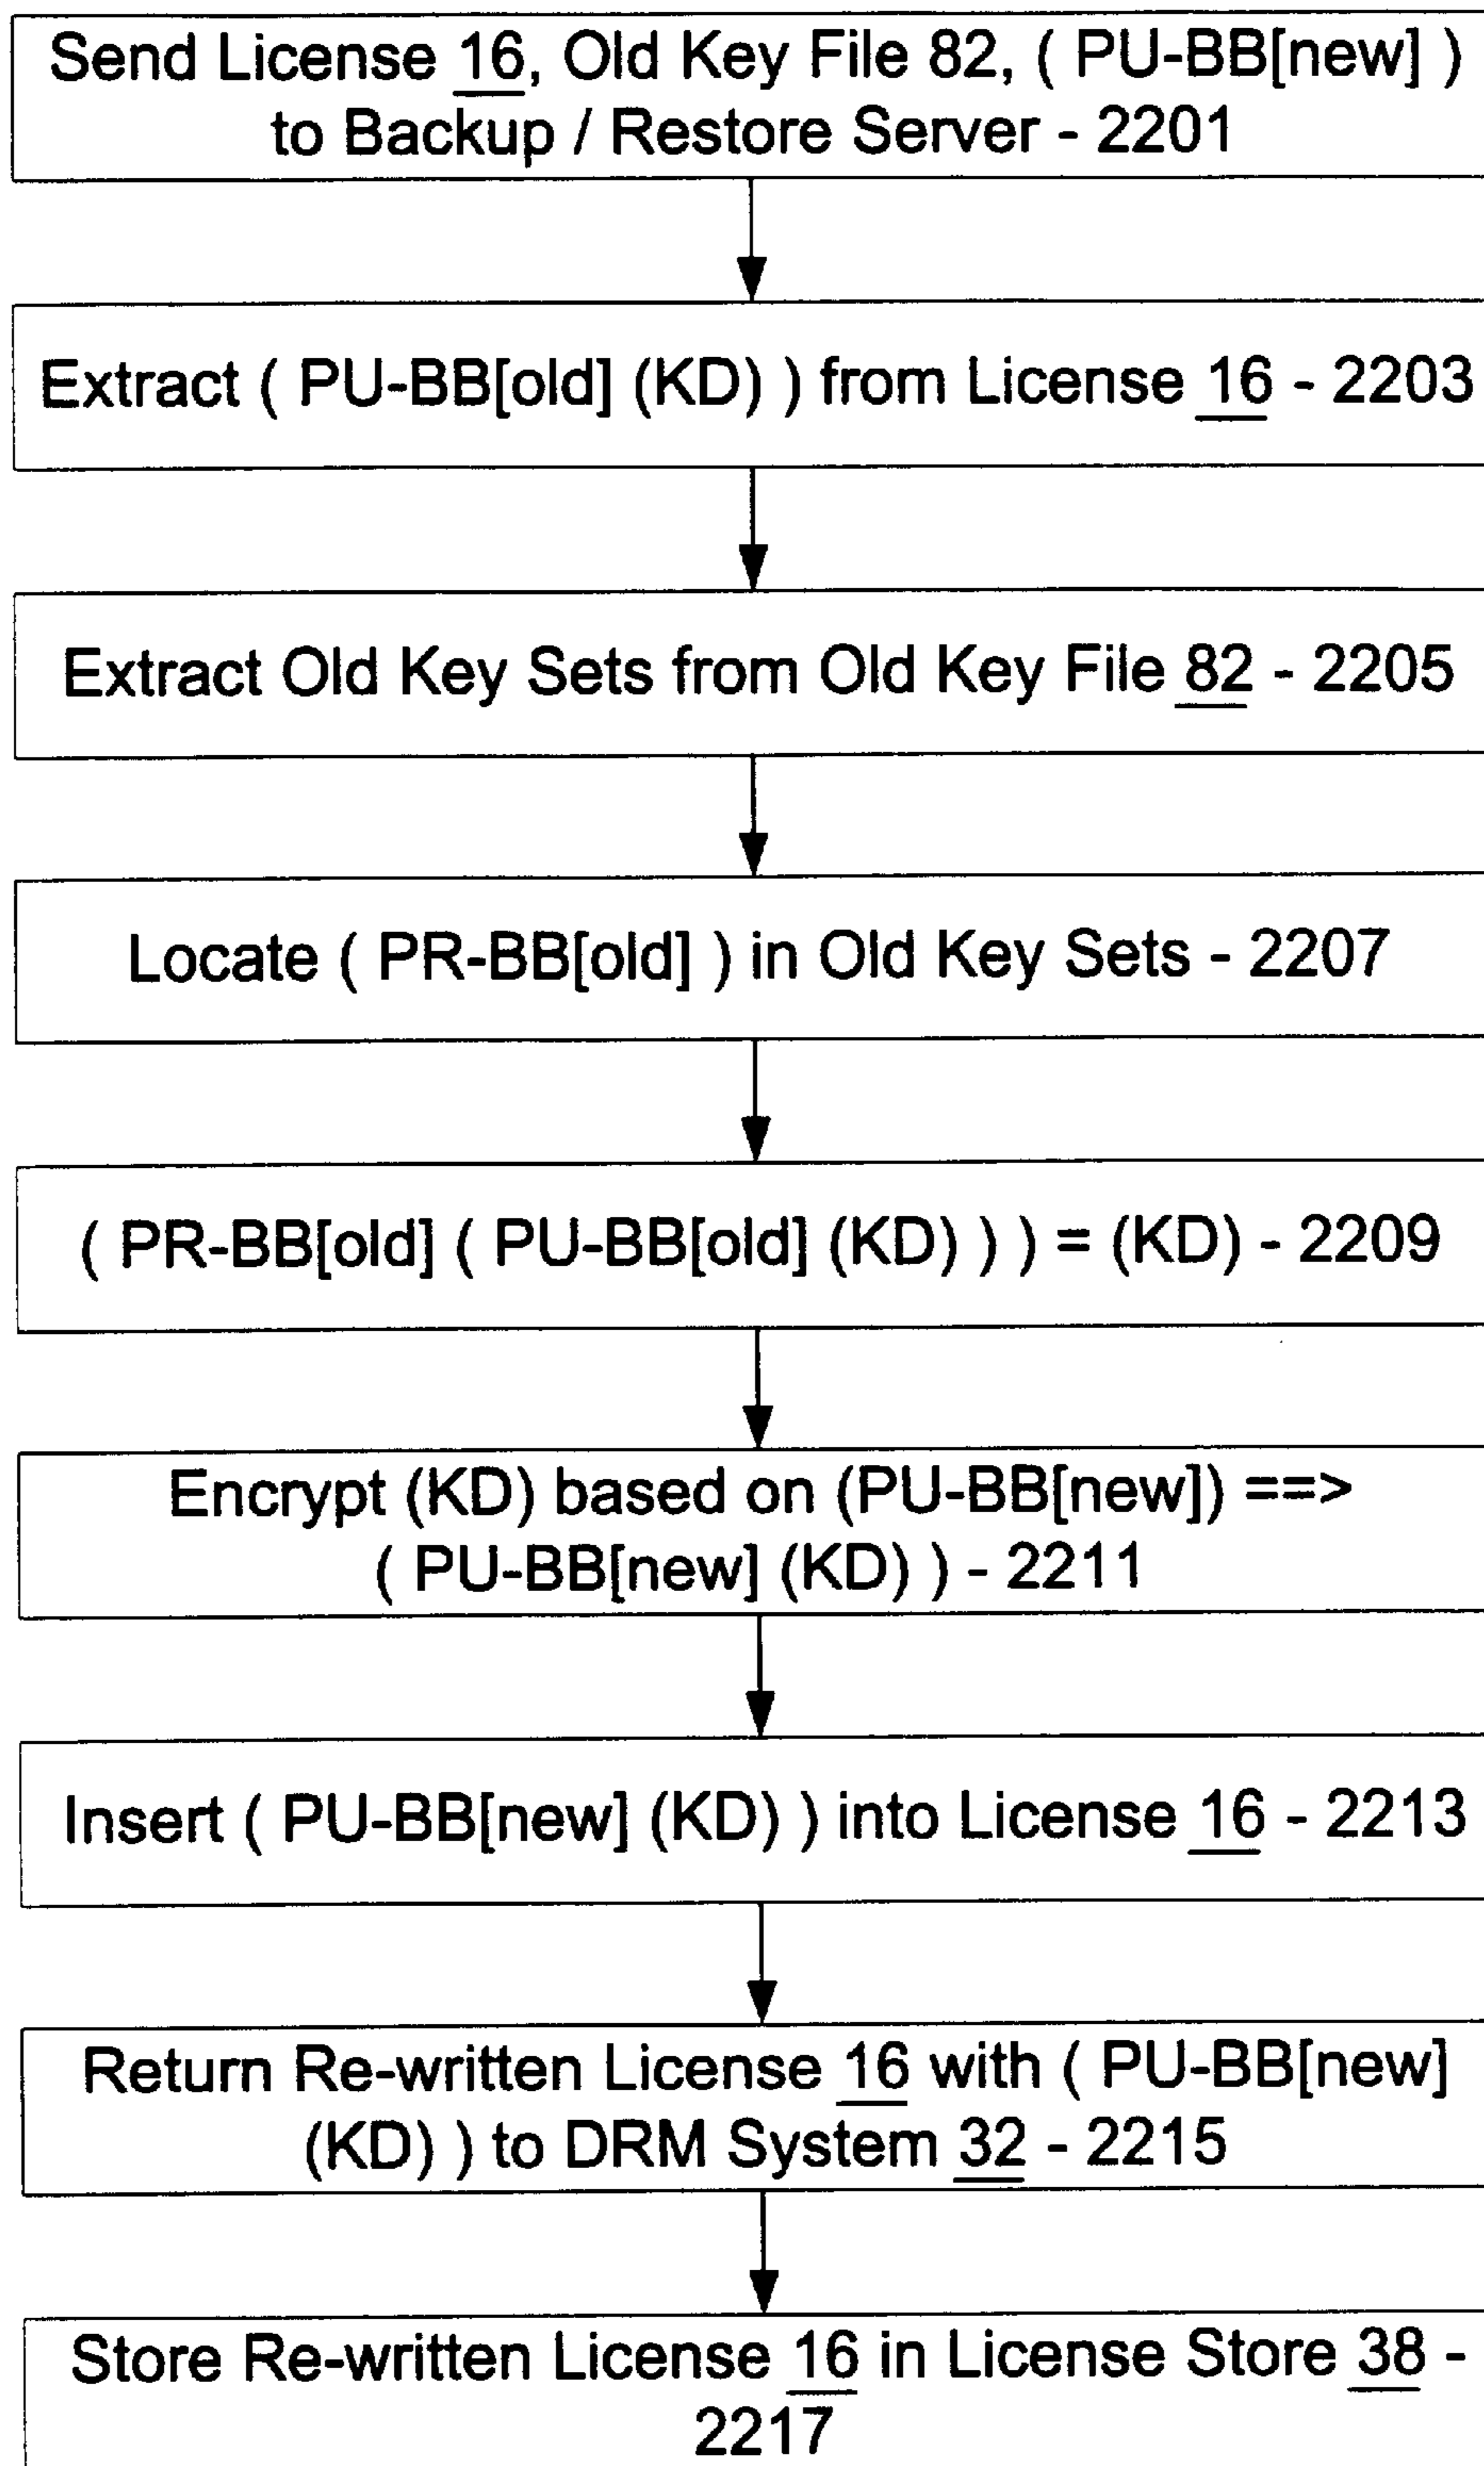 Send License 16, Old Key File 82, ( PU-BB[new] )
to Backup / Restore Server - 2201
Extract ( PU-BB[old] (KD) ) from License 16 - 2203
Extract Old Key Sets from Old Key File 82 - 2205
Locate ( PR-BB[old] ) in Old Key Sets - 2207
( PR-BB[old] ( PU-BB[old] (KD) ) ) = (KD) - 2209
Encrypt (KD) based on (PU-BB[new]) ==>
( PU-BB[new] (KD) ) - 2211
Insert ( PU-BB[new] (KD) ) into License 16 - 2213
Return Re-written License 16 with ( PU-BB[new]
(KD) ) to DRM System 32 - 2215
Store Re-written License 16 in License Store 38 -
2217